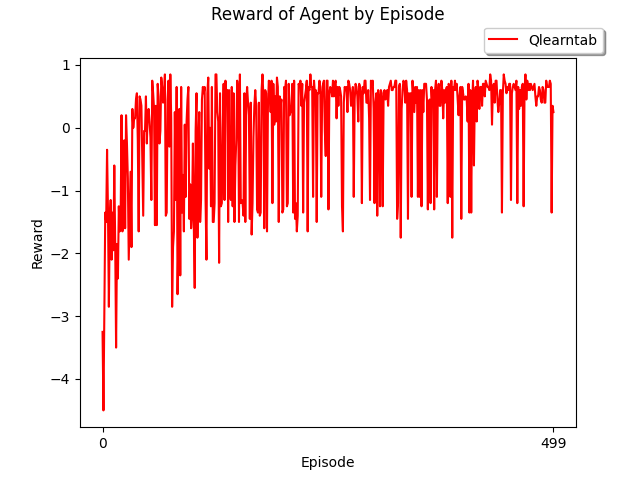 Reward of Agent by Episode
Qlearntab
1
0
−1
−2
−3
−4
Reward
0
499
Episode